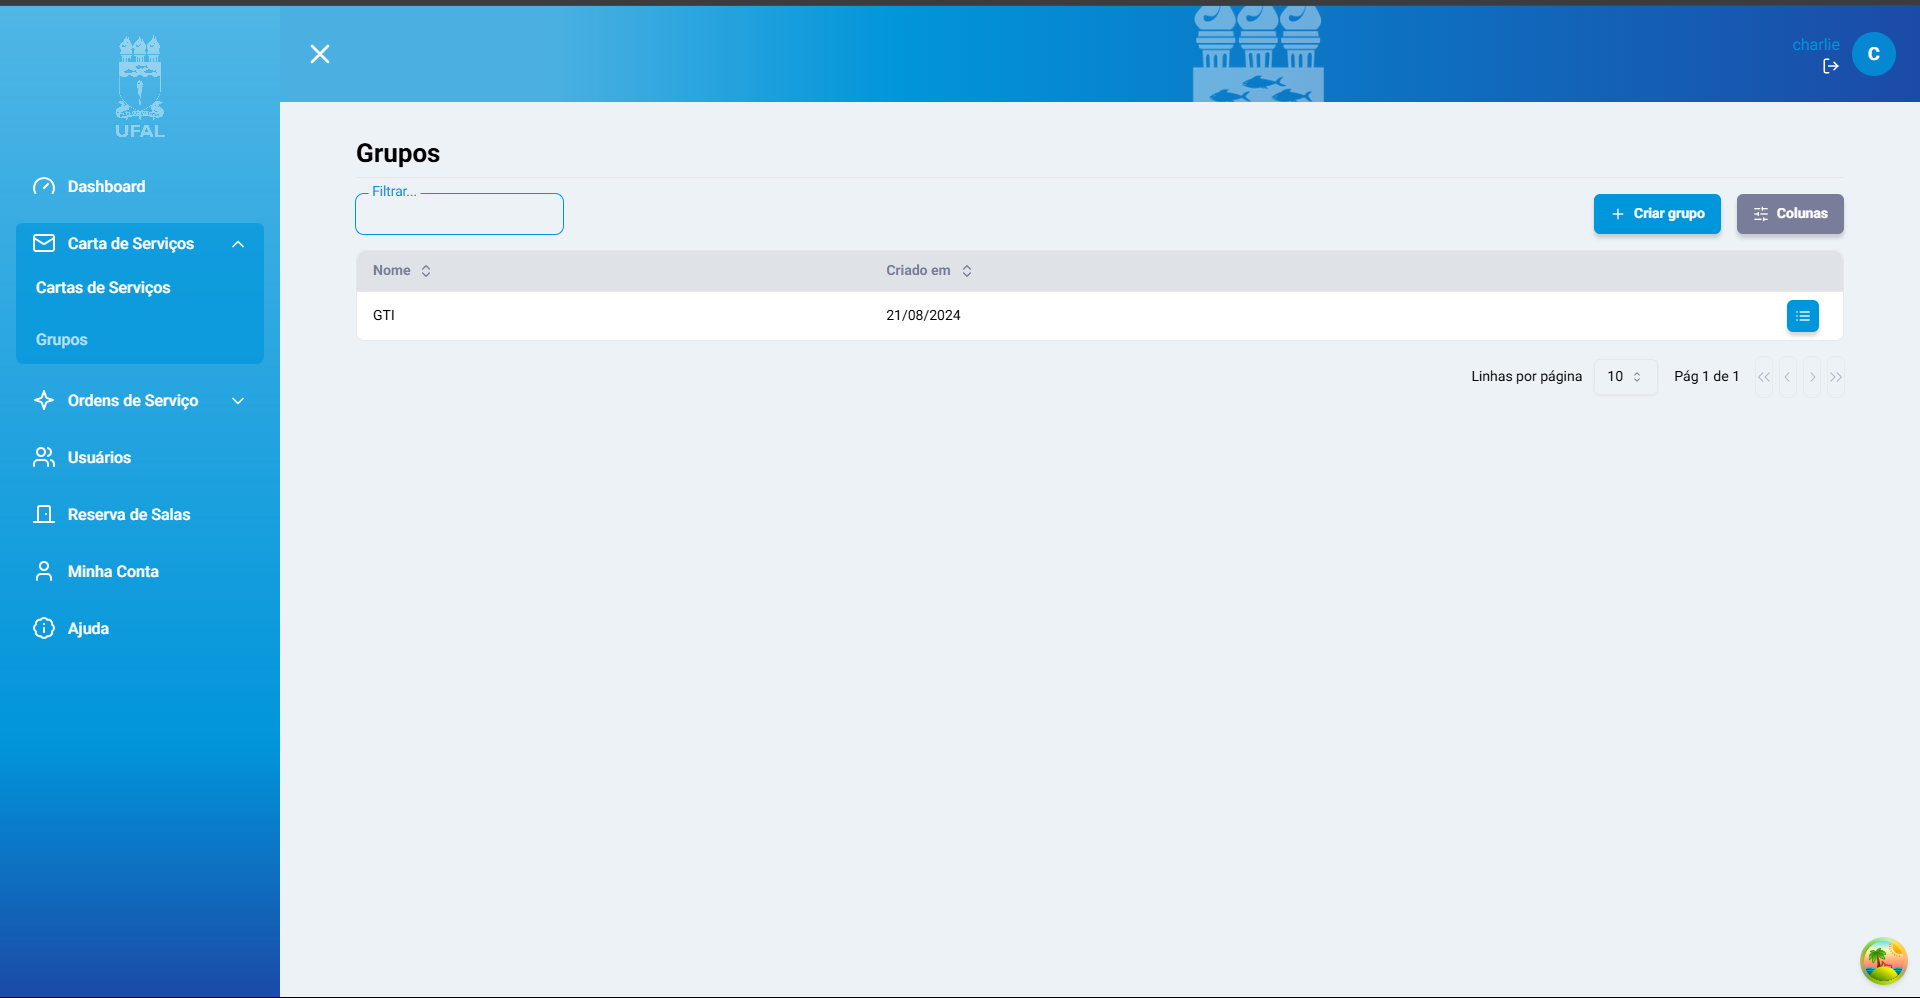 UFAL
Dashboard
Carta de Serviços
Cartas de Serviços
Grupos
Ordens de Serviço
Usuários
Reserva de Salas
Minha Conta
Ajuda
charlie
C
Grupos
Filtrar...
Criar grupo
Colunas
Nome Criado em
GTI 21/08/2024
Linhas por página 10 Pág 1 de 1